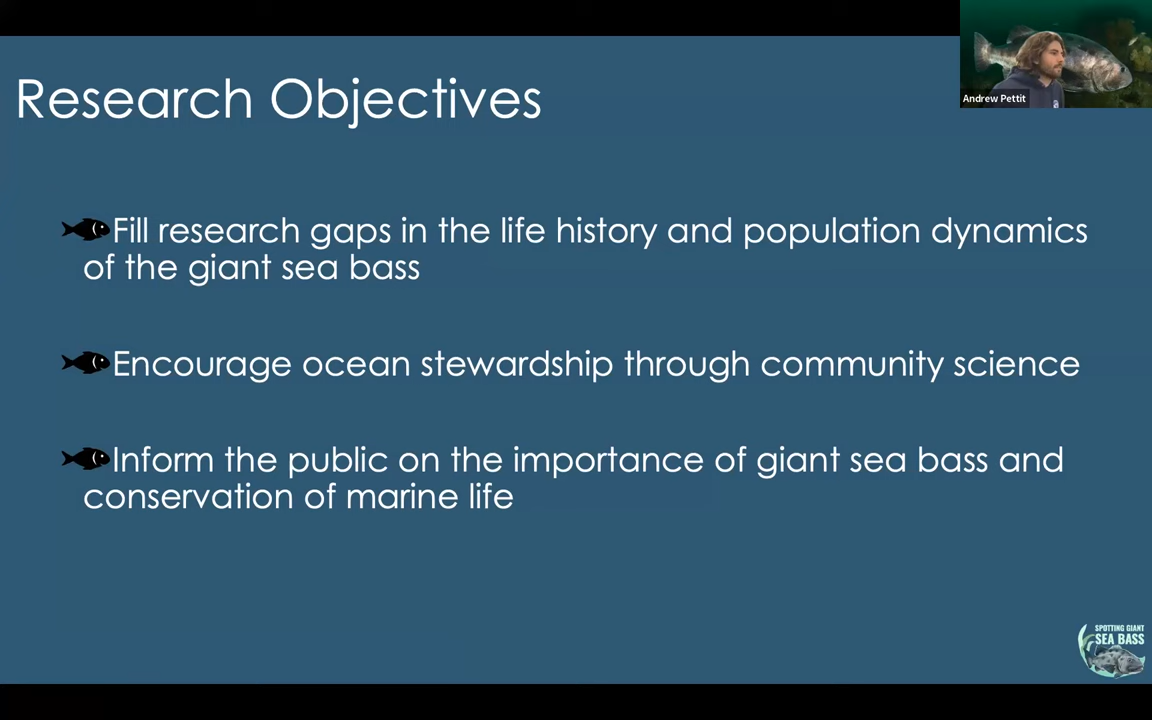 Andrew Pettit
Research Objectives
Fill research gaps in the life history and population dynamics
of the giant sea bass
Encourage ocean stewardship through community science
Inform the public on the importance of giant sea bass and
conservation of marine life
SPOTTING GIANT
SEA BASS